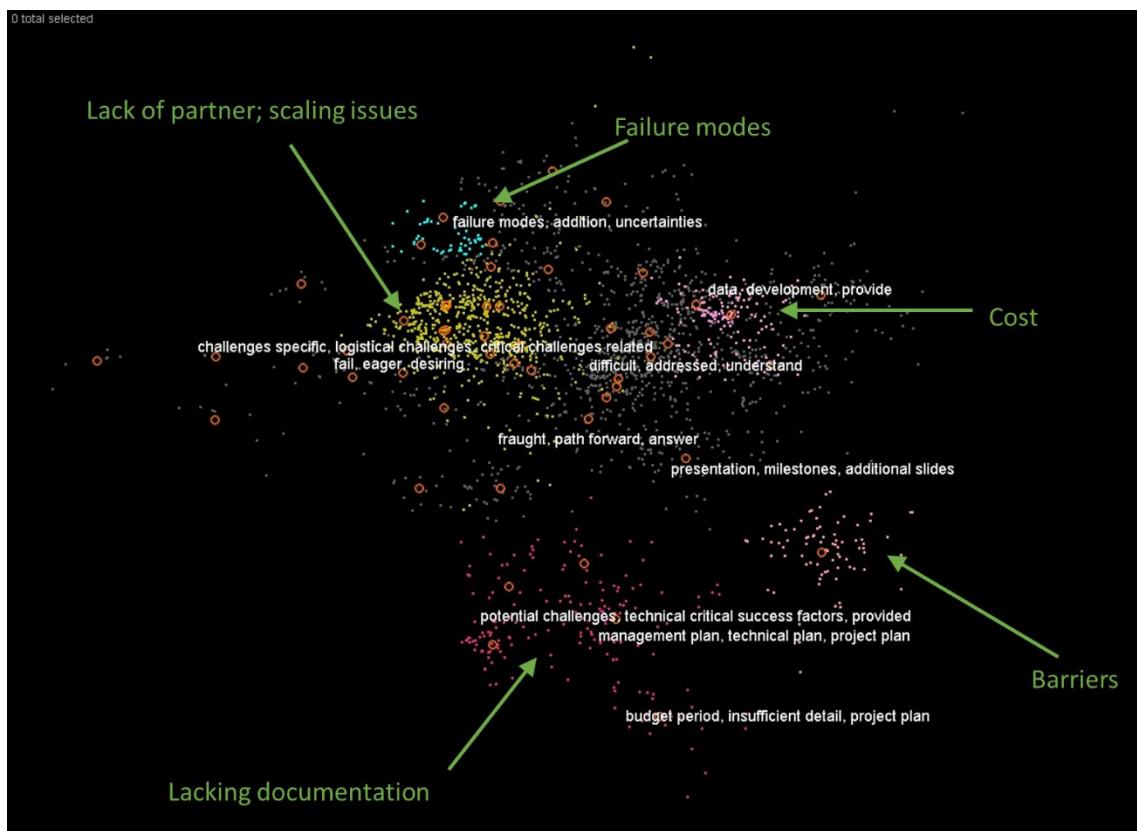 0 total selected
Lack of partner; scaling issues
Failure modes
failure modes, addition, uncertainties
data, development, provide
Cost
challenges specific, logistical challenges, critical challenges related
fail, eager, desiring
difficult, addressed, understand
fraught, path forward, answer
presentation, milestones, additional slides
potential challenges, technical critical success factors, provided
management plan, technical plan, project plan
Barriers
budget period, insufficient detail, project plan
Lacking documentation